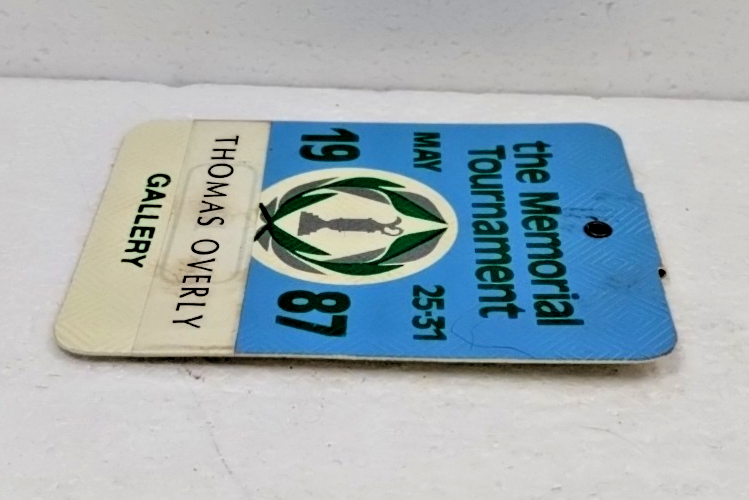 the Memorial
Tournament
MAY 25-31
19 87
THOMAS OVERLY
GALLERY